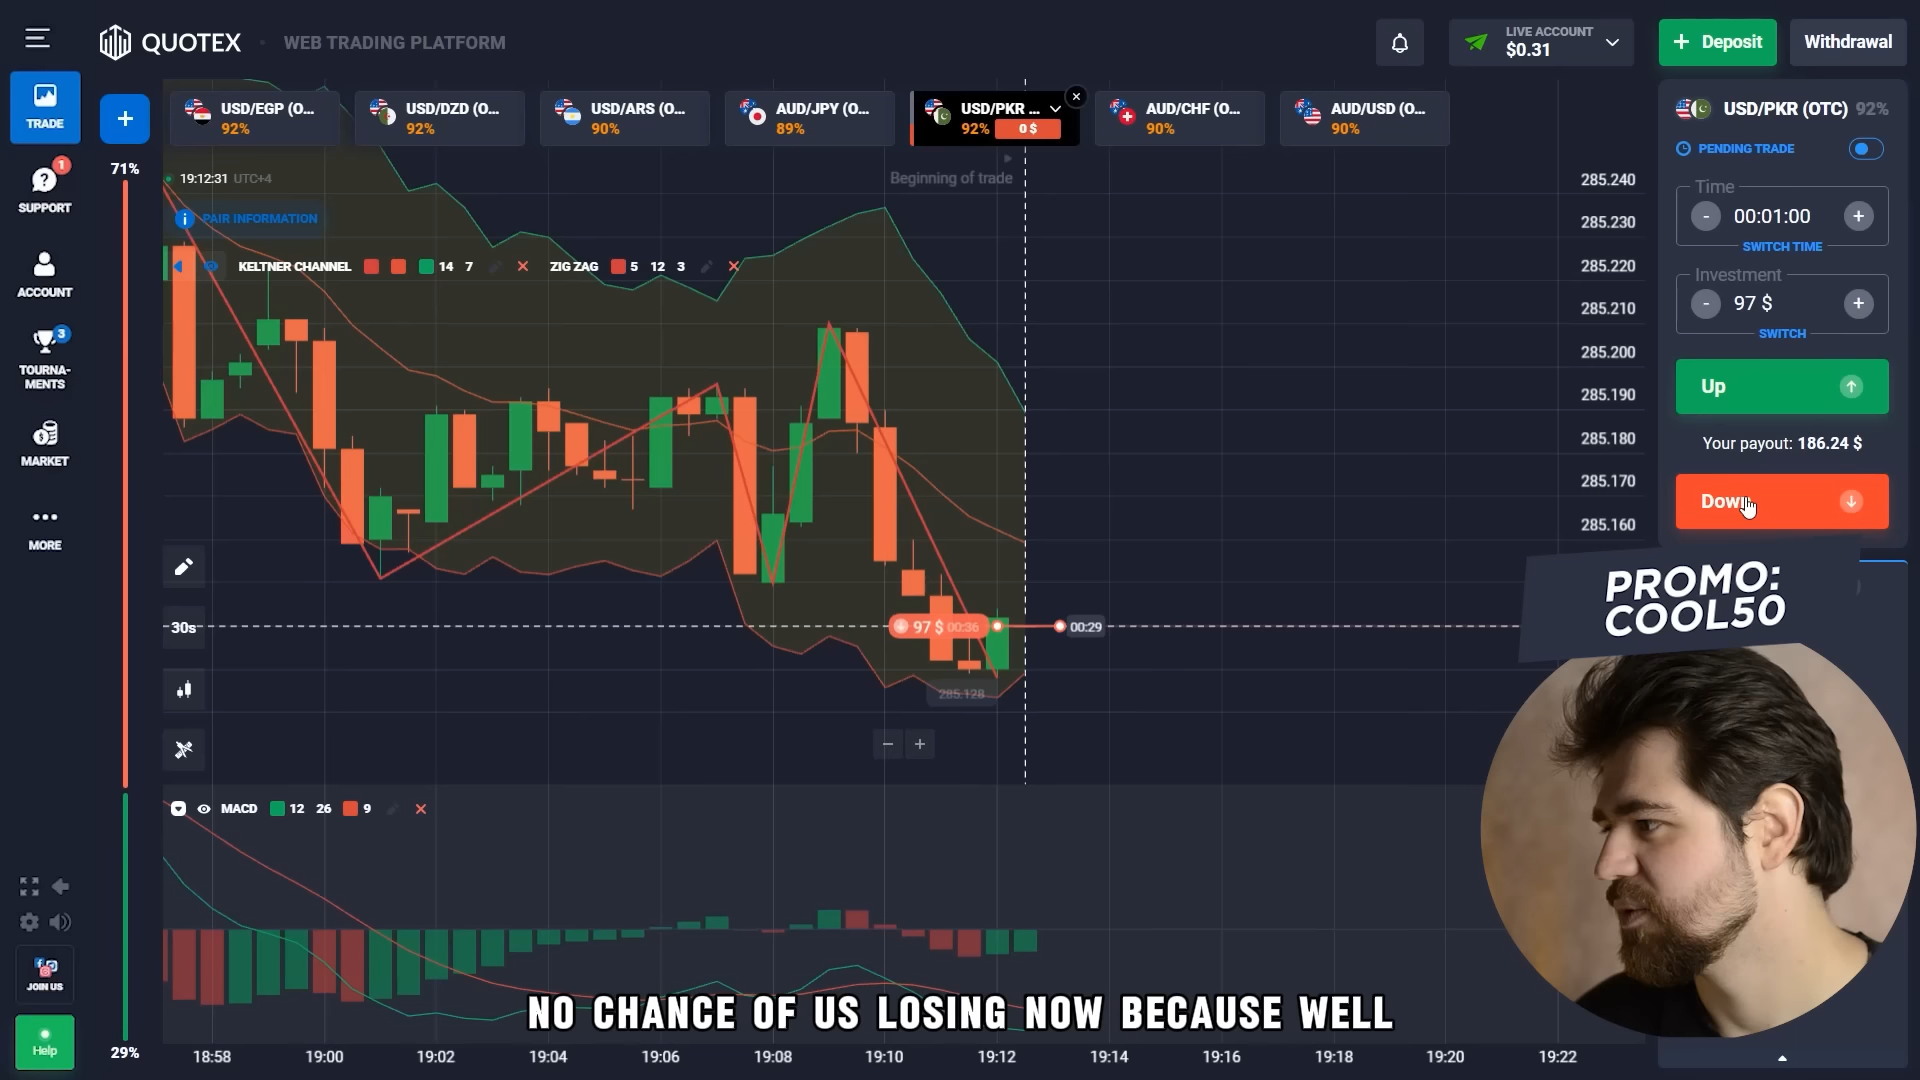 QUOTEX
WEB TRADING PLATFORM
LIVE ACCOUNT
$0.31
+ Deposit
Withdrawal
TRADE
1
SUPPORT
ACCOUNT
3
TOURNA-
MENTS
MARKET
MORE
JOIN US
Help
+
71%
29%
USD/EGP (O...
92%
USD/DZD (O...
92%
USD/ARS (O...
90%
AUD/JPY (O...
89%
USD/PKR ...
92%
0 $
AUD/CHF (O...
90%
AUD/USD (O...
90%
19:12:31 UTC+4
Beginning of trade
PAIR INFORMATION
KELTNER CHANNEL 14 7
ZIG ZAG 5 12 3
285.240
285.230
285.220
285.210
285.200
285.190
285.180
285.170
285.160
30s
97 $ 00:36
00:29
285.128
- +
MACD 12 26 9
18:58
19:00
19:02
19:04
19:06
19:08
19:10
19:12
19:14
19:16
19:18
19:20
19:22
USD/PKR (OTC) 92%
PENDING TRADE
Time
- 00:01:00 +
SWITCH TIME
Investment
- 97 $ +
SWITCH
Up
Your payout: 186.24 $
Down
PROMO:
COOL50
NO CHANCE OF US LOSING NOW BECAUSE WELL